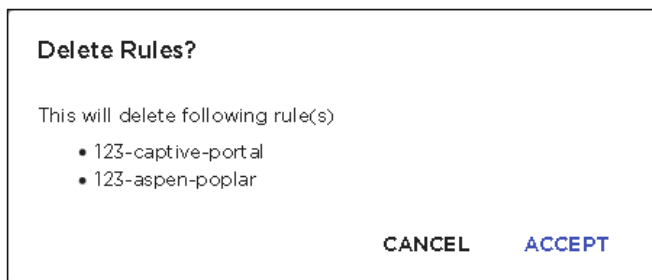 Delete Rules?
This will delete following rule(s)
• 123-captive-portal
• 123-aspen-poplar
CANCEL ACCEPT